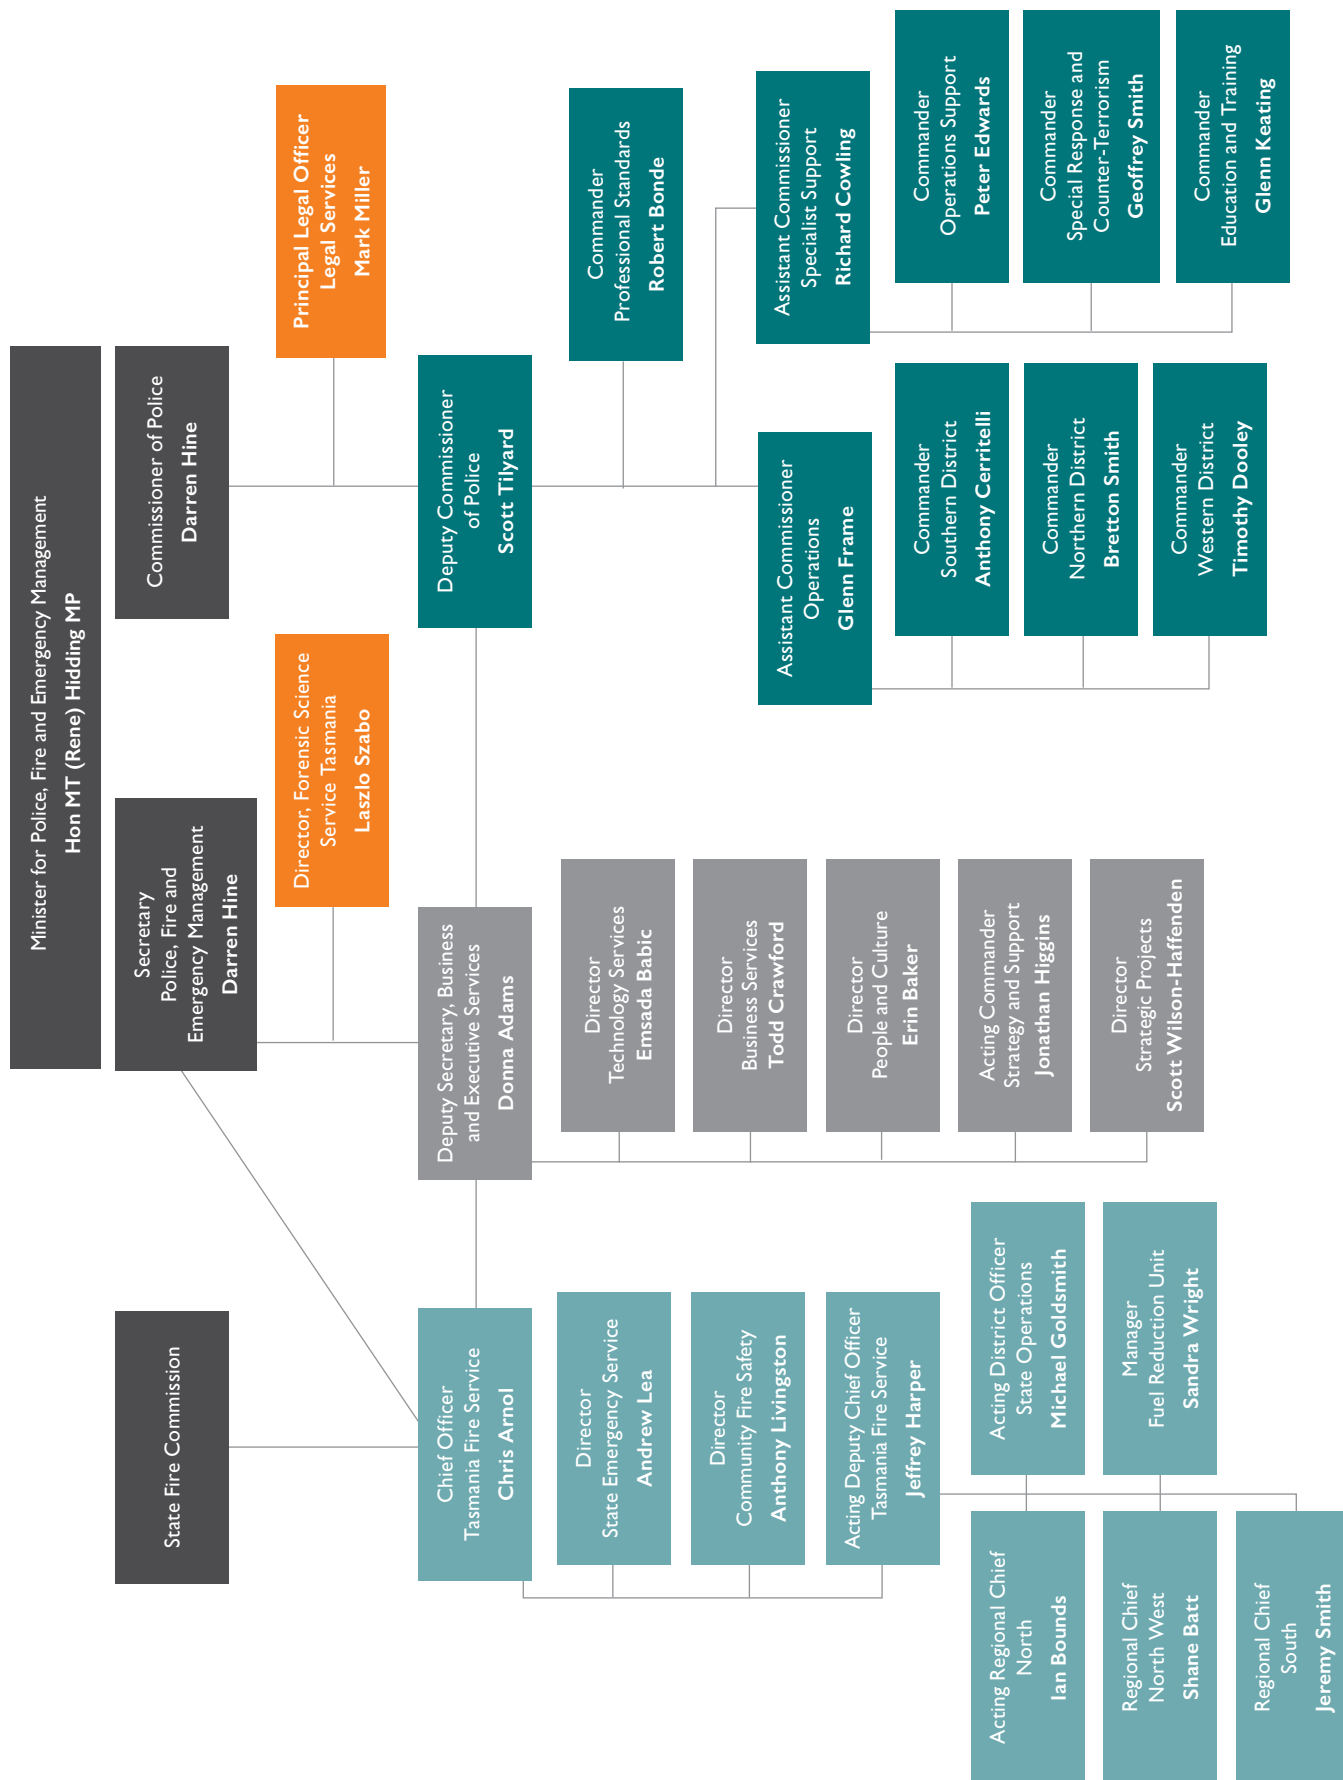 Minister for Police, Fire and Emergency Management
Hon MT (Rene) Hidding MP
State Fire Commission
Secretary
Police, Fire and
Emergency Management
Darren Hine
Commissioner of Police
Darren Hine
Director, Forensic Science
Service Tasmania
Laszlo Szabo
Principal Legal Officer
Legal Services
Mark Miller
Chief Officer
Tasmania Fire Service
Chris Arnol
Deputy Secretary, Business
and Executive Services
Donna Adams
Deputy Commissioner
of Police
Scott Tilyard
Director
State Emergency Service
Andrew Lea
Director
Community Fire Safety
Anthony Livingston
Acting Deputy Chief Officer
Tasmania Fire Service
Jeffrey Harper
Acting Regional Chief
North
Ian Bounds
Acting District Officer
State Operations
Michael Goldsmith
Regional Chief
North West
Shane Batt
Manager
Fuel Reduction Unit
Sandra Wright
Regional Chief
South
Jeremy Smith
Director
Technology Services
Emsada Babic
Director
Business Services
Todd Crawford
Director
People and Culture
Erin Baker
Acting Commander
Strategy and Support
Jonathan Higgins
Director
Strategic Projects
Scott Wilson-Haffenden
Commander
Professional Standards
Robert Bonde
Assistant Commissioner
Operations
Glenn Frame
Commander
Southern District
Anthony Cerritelli
Commander
Northern District
Bretton Smith
Commander
Western District
Timothy Dooley
Assistant Commissioner
Specialist Support
Richard Cowling
Commander
Operations Support
Peter Edwards
Commander
Special Response and
Counter-Terrorism
Geoffrey Smith
Commander
Education and Training
Glenn Keating